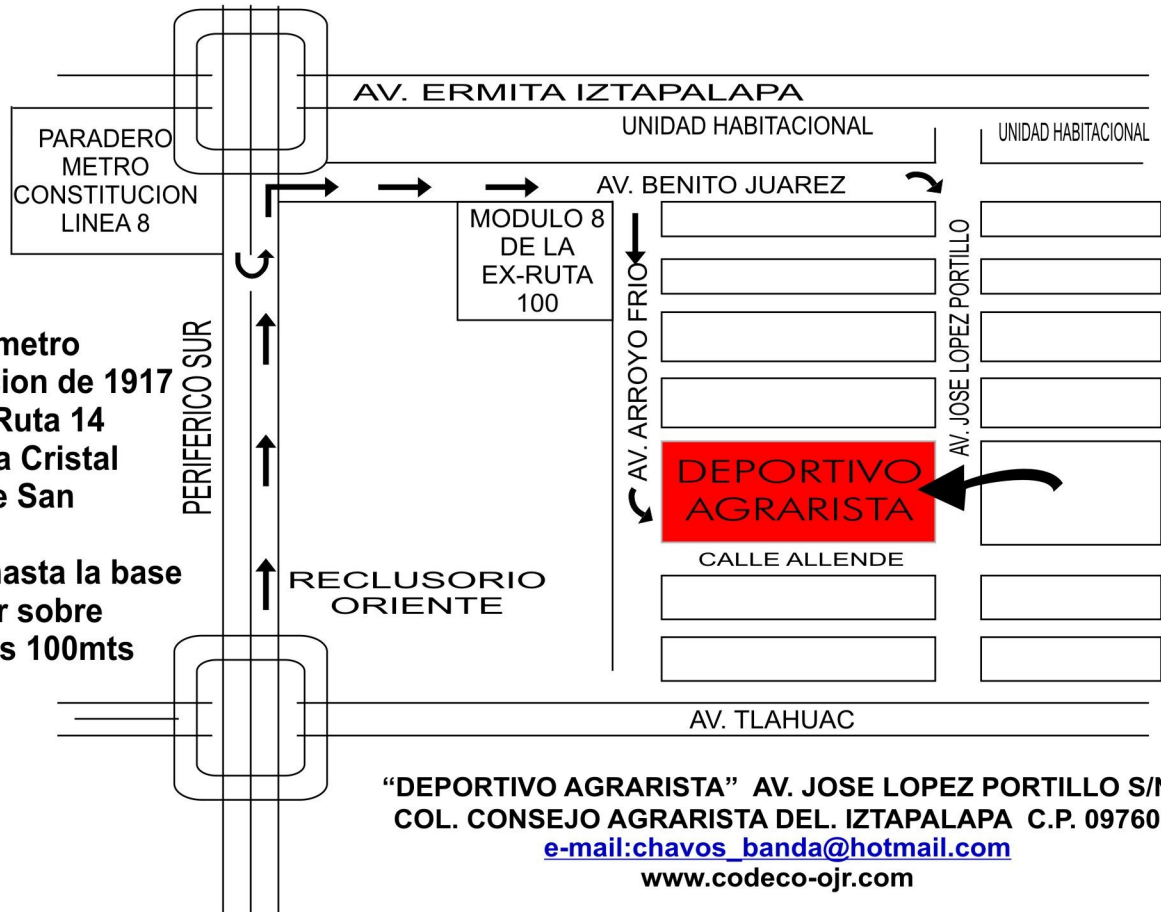 AV. ERMITA IZTAPALAPA
UNIDAD HABITACIONAL
UNIDAD HABITACIONAL
PARADERO
METRO
CONSTITUCION
LINEA 8
AV. BENITO JUAREZ
MODULO 8
DE LA
EX-RUTA
100
AV. ARROYO FRIO
AV. JOSE LOPEZ PORTILLO
PERIFERICO SUR
metro
ion de 1917
Ruta 14
a Cristal
e San
hasta la base
r sobre
s 100mts
DEPORTIVO
AGRARISTA
CALLE ALLENDE
RECLUSORIO
ORIENTE
AV. TLAHUAC
“DEPORTIVO AGRARISTA” AV. JOSE LOPEZ PORTILLO S/N
COL. CONSEJO AGRARISTA DEL. IZTAPALAPA C.P. 09760
e-mail:chavos_banda@hotmail.com
www.codeco-ojr.com